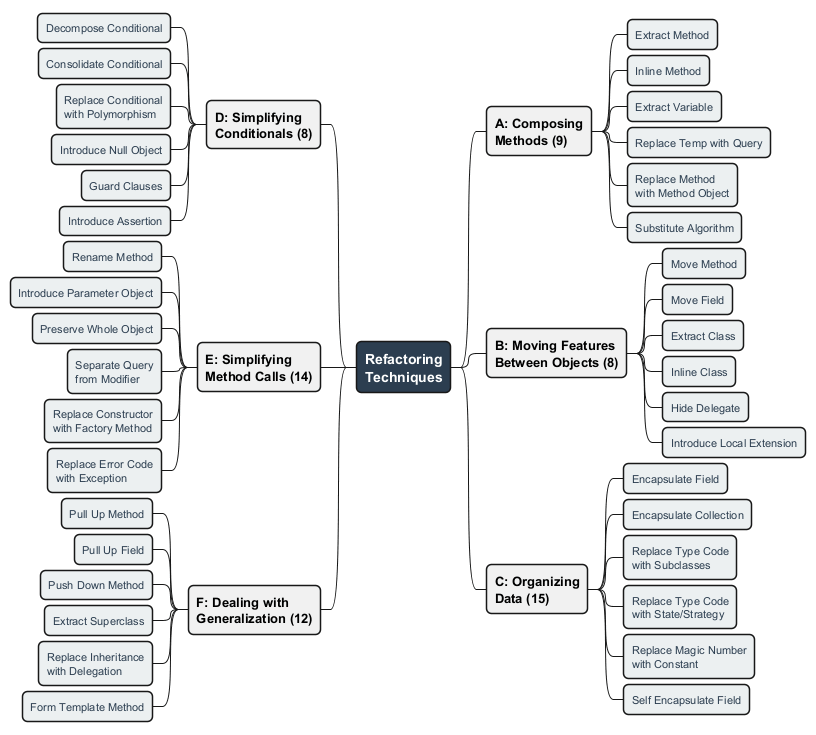 Refactoring
Techniques
A: Composing
Methods (9)
Extract Method
Inline Method
Extract Variable
Replace Temp with Query
Replace Method
with Method Object
Substitute Algorithm
B: Moving Features
Between Objects (8)
Move Method
Move Field
Extract Class
Inline Class
Hide Delegate
Introduce Local Extension
C: Organizing
Data (15)
Encapsulate Field
Encapsulate Collection
Replace Type Code
with Subclasses
Replace Type Code
with State/Strategy
Replace Magic Number
with Constant
Self Encapsulate Field
D: Simplifying
Conditionals (8)
Decompose Conditional
Consolidate Conditional
Replace Conditional
with Polymorphism
Introduce Null Object
Guard Clauses
Introduce Assertion
E: Simplifying
Method Calls (14)
Rename Method
Introduce Parameter Object
Preserve Whole Object
Separate Query
from Modifier
Replace Constructor
with Factory Method
Replace Error Code
with Exception
F: Dealing with
Generalization (12)
Pull Up Method
Pull Up Field
Push Down Method
Extract Superclass
Replace Inheritance
with Delegation
Form Template Method